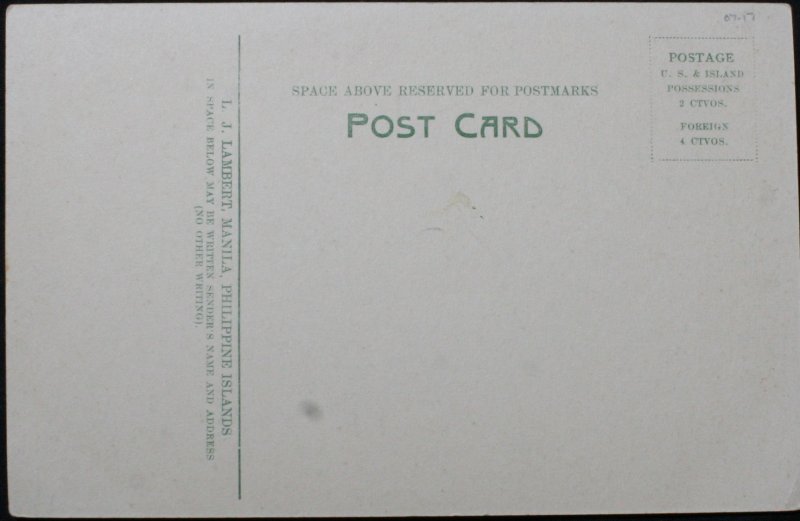 07-17
SPACE ABOVE RESERVED FOR POSTMARKS
POST CARD
POSTAGE
U. S. & ISLAND
POSSESSIONS
2 CTVOS.
FOREIGN
4 CTVOS.
L. J. LAMBERT, MANILA, PHILIPPINE ISLANDS
IN SPACE BELOW MAY BE WRITTEN SENDER'S NAME AND ADDRESS
(NO OTHER WRITING).